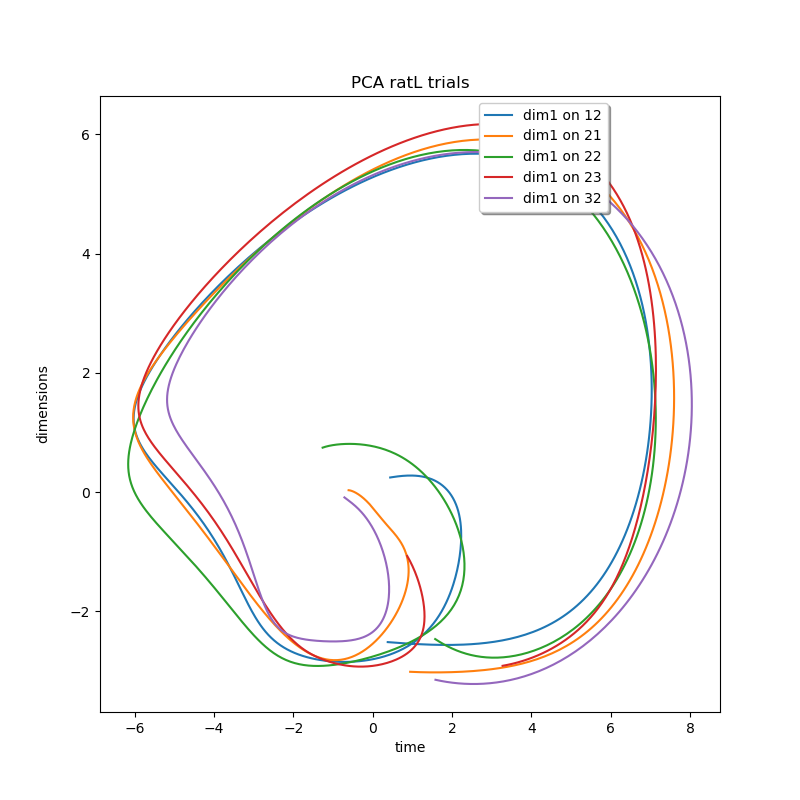 PCA ratL trials
dim1 on 12
dim1 on 21
dim1 on 22
dim1 on 23
dim1 on 32
6
4
2
0
−2
dimensions
−6 −4 −2 0 2 4 6 8
time